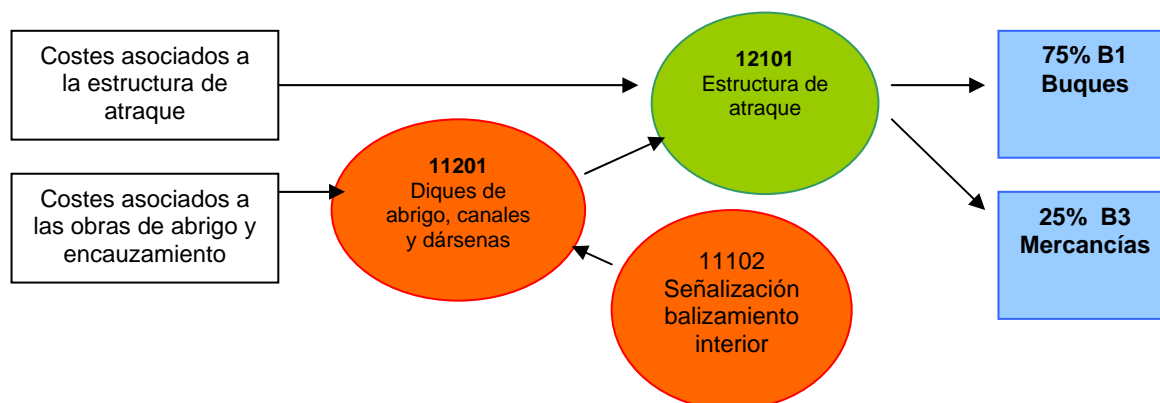 Costes asociados a
la estructura de
atraque
12101
Estructura de
atraque
75% B1
Buques
Costes asociados a
las obras de abrigo y
encauzamiento
11201
Diques de
abrigo, canales
y dársenas
11102
Señalización
balizamiento
interior
25% B3
Mercancías